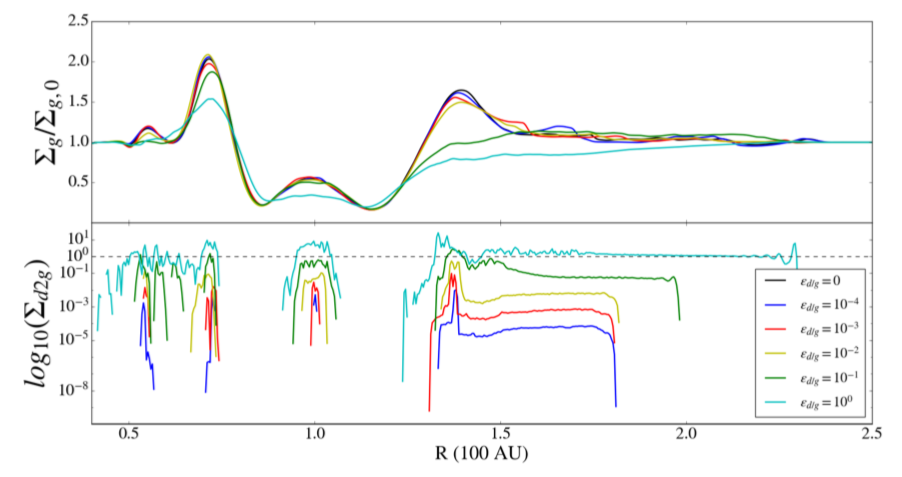 2.5
2.0
1.5
1.0
0.5
Σg/Σg,0
10¹
10⁰
10⁻¹
10⁻³
10⁻⁵
10⁻⁸
log10(Σd2g)
εd/g = 0
εd/g = 10⁻⁴
εd/g = 10⁻³
εd/g = 10⁻²
εd/g = 10⁻¹
εd/g = 10⁰
0.5 1.0 1.5 2.0 2.5
R (100 AU)